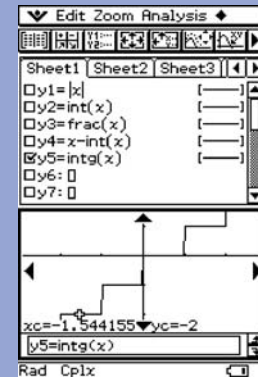 Edit Zoom Analysis
Sheet1 Sheet2 Sheet3
y1=|x|
y2=int(x)
y3=frac(x)
y4=x-int(x)
y5=intg(x)
y6:
y7:
xc=-1.544155 yc=-2
y5=intg(x)
Rad Cplx